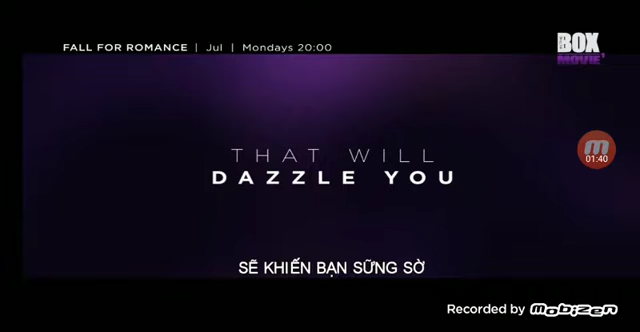 FALL FOR ROMANCE | Jul | Mondays 20:00
BOX
MOVIE
01:40
THAT WILL
DAZZLE YOU
SẼ KHIẾN BẠN SỮNG SỜ
Recorded by Mobizen